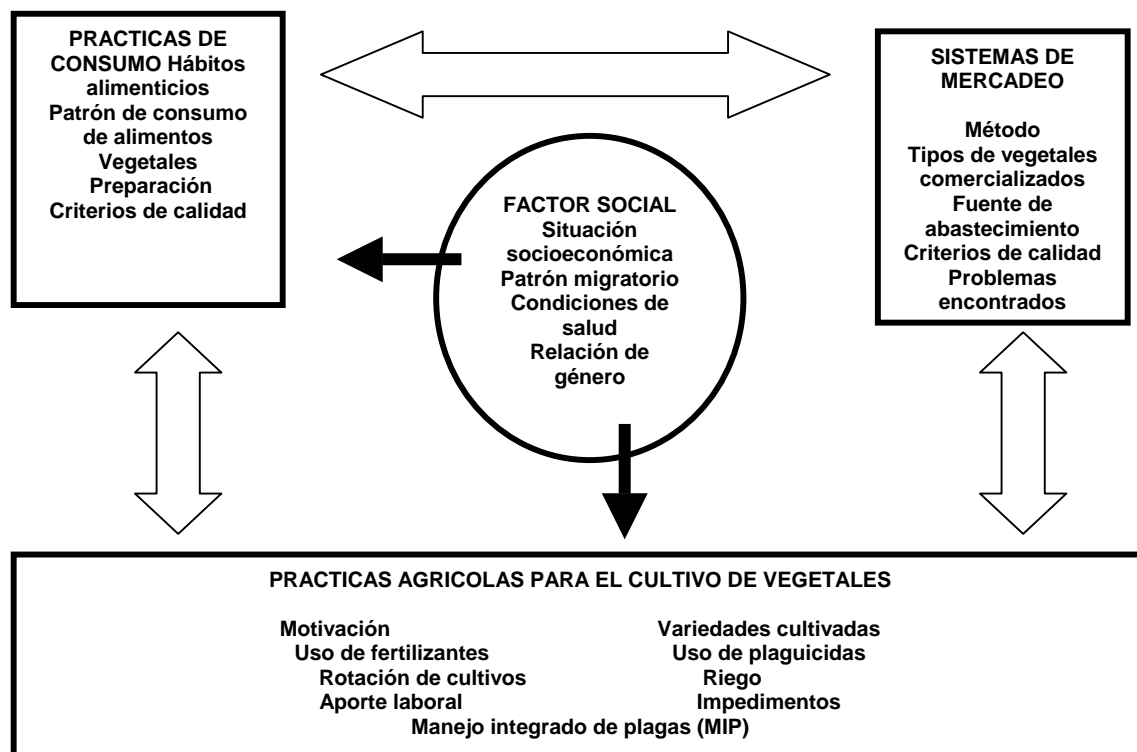 PRACTICAS DE
CONSUMO Hábitos
alimenticios
Patrón de consumo
de alimentos
Vegetales
Preparación
Criterios de calidad
SISTEMAS DE
MERCADEO
Método
Tipos de vegetales
comercializados
Fuente de
abastecimiento
Criterios de calidad
Problemas
encontrados
FACTOR SOCIAL
Situación
socioeconómica
Patrón migratorio
Condiciones de
salud
Relación de
género
PRACTICAS AGRICOLAS PARA EL CULTIVO DE VEGETALES
Motivación Variedades cultivadas
Uso de fertilizantes Uso de plaguicidas
Rotación de cultivos Riego
Aporte laboral Impedimentos
Manejo integrado de plagas (MIP)